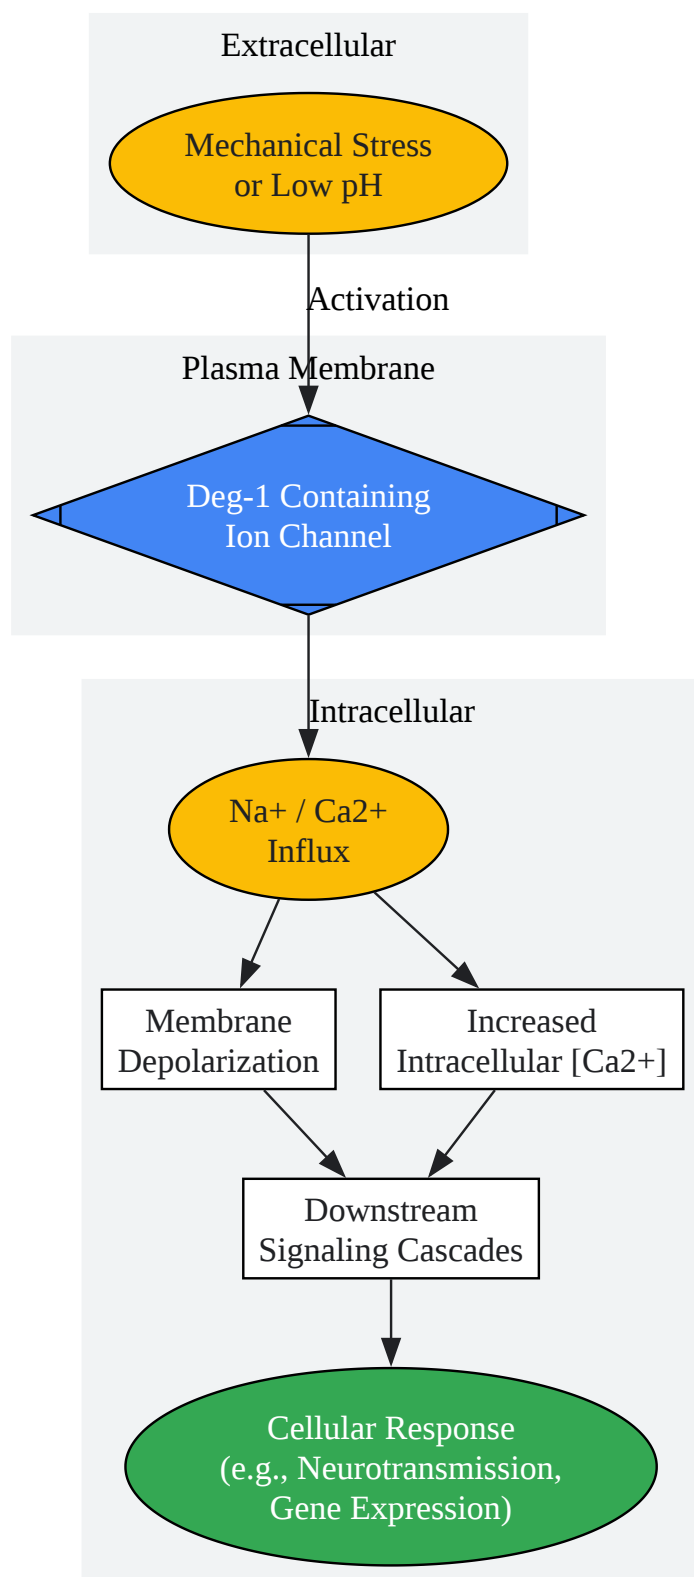 Extracellular
Mechanical Stress
or Low pH
Activation
Plasma Membrane
Deg-1 Containing
Ion Channel
Intracellular
Na+ / Ca2+
Influx
Membrane
Depolarization
Increased
Intracellular [Ca2+]
Downstream
Signaling Cascades
Cellular Response
(e.g., Neurotransmission,
Gene Expression)